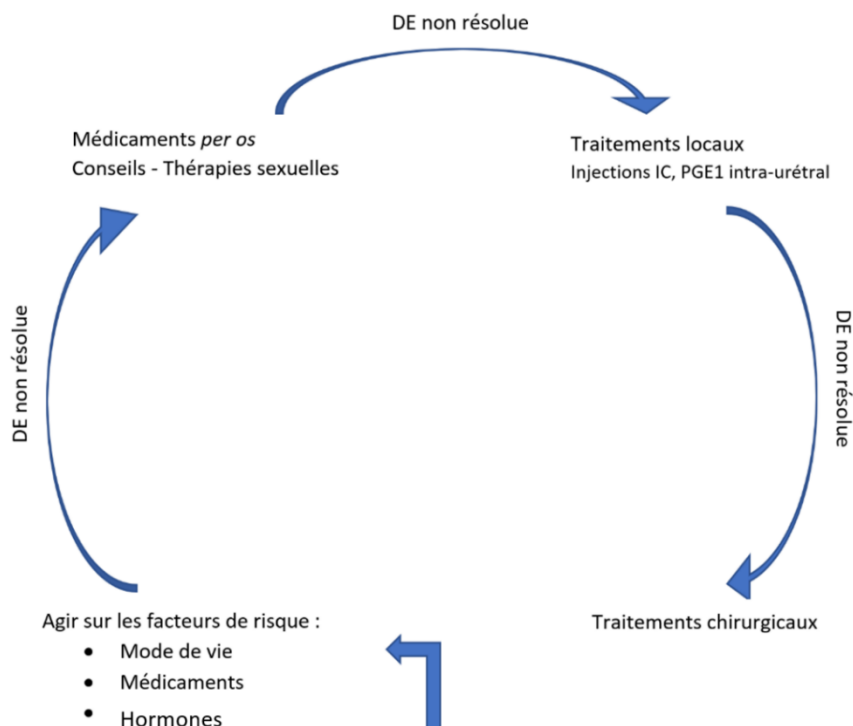 DE non résolue
Médicaments per os
Conseils - Thérapies sexuelles
Traitements locaux
Injections IC, PGE1 intra-urétral
DE non résolue
DE non résolue
Agir sur les facteurs de risque :
• Mode de vie
• Médicaments
• Hormones
Traitements chirurgicaux